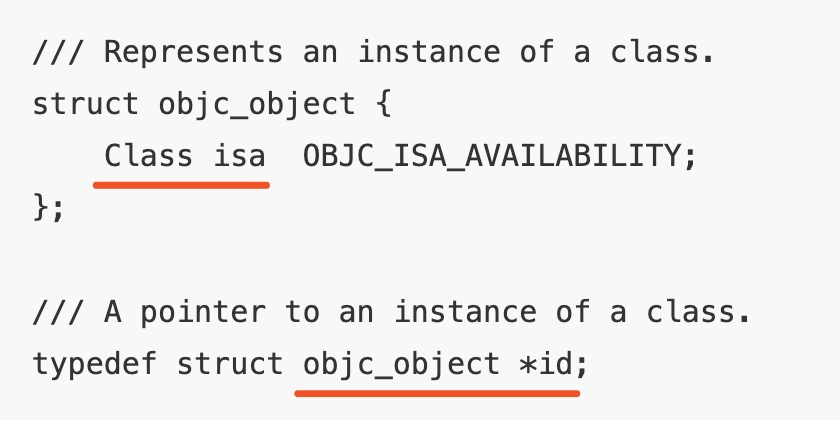 /// Represents an instance of a class.
struct objc_object {
    Class isa  OBJC_ISA_AVAILABILITY;
};

/// A pointer to an instance of a class.
typedef struct objc_object *id;